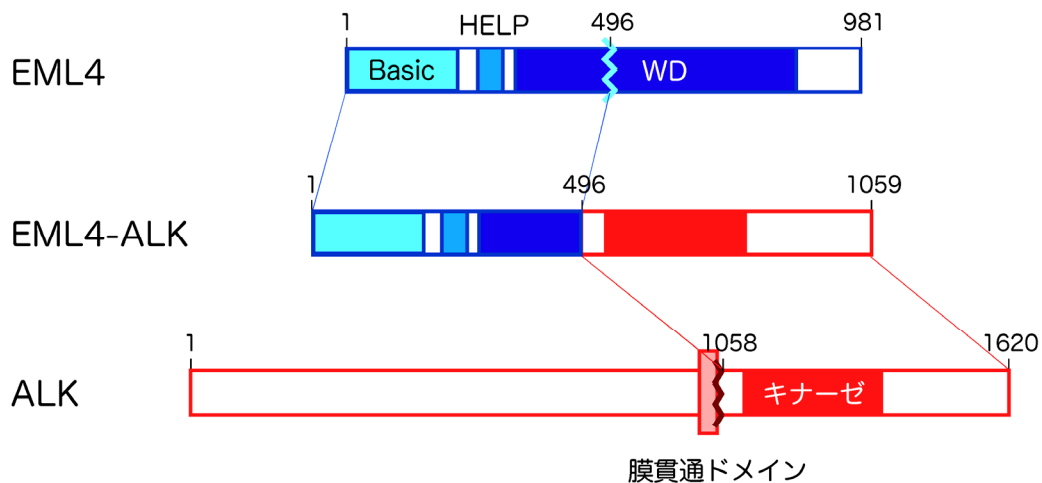 1 HELP 496 981
EML4 Basic WD
1 496 1059
EML4-ALK
1 1058 1620
ALK キナーゼ
膜貫通ドメイン